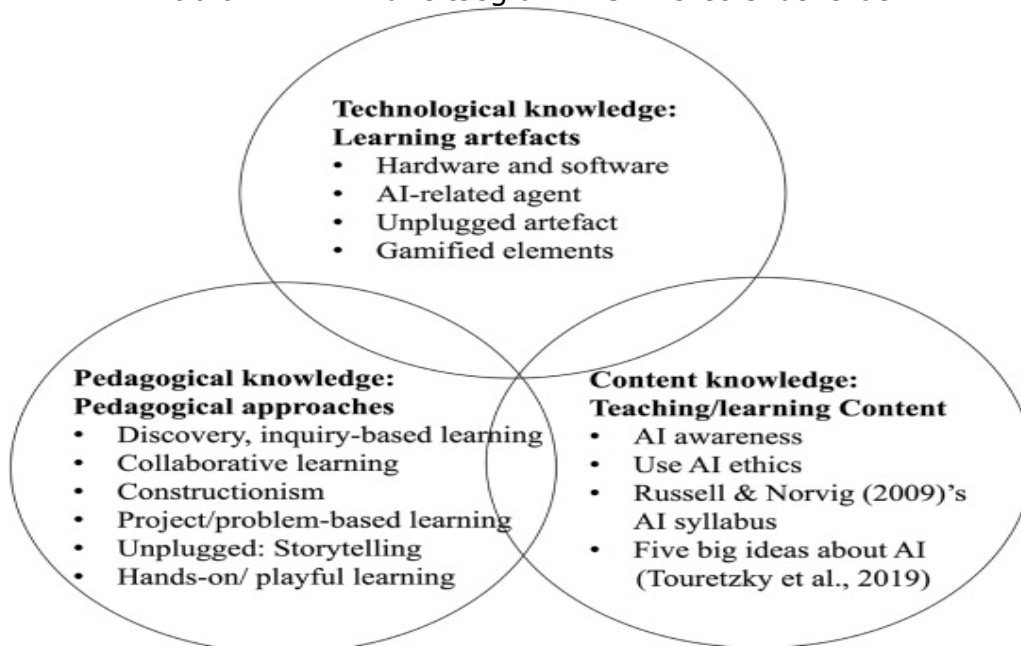 Technological knowledge:
Learning artefacts
• Hardware and software
• AI-related agent
• Unplugged artefact
• Gamified elements
Pedagogical knowledge:
Pedagogical approaches
• Discovery, inquiry-based learning
• Collaborative learning
• Constructionism
• Project/problem-based learning
• Unplugged: Storytelling
• Hands-on/ playful learning
Content knowledge:
Teaching/learning Content
• AI awareness
• Use AI ethics
• Russell & Norvig (2009)'s
AI syllabus
• Five big ideas about AI
(Touretzky et al., 2019)